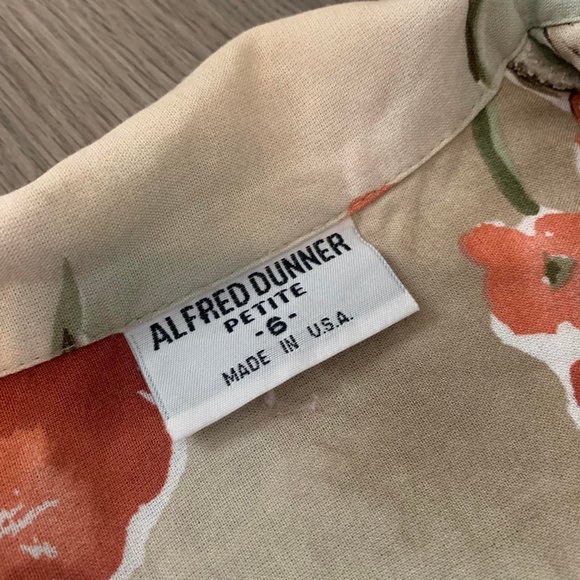 ALFRED DUNNER
PETITE
-6-
MADE IN U.S.A.